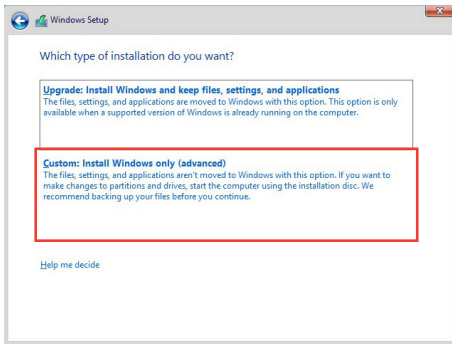 Windows Setup
Which type of installation do you want?
Upgrade: Install Windows and keep files, settings, and applications
The files, settings, and applications are moved to Windows with this option. This option is only
available when a supported version of Windows is already running on the computer.
Custom: Install Windows only (advanced)
The files, settings, and applications aren't moved to Windows with this option. If you want to
make changes to partitions and drives, start the computer using the installation disc. We
recommend backing up your files before you continue.
Help me decide